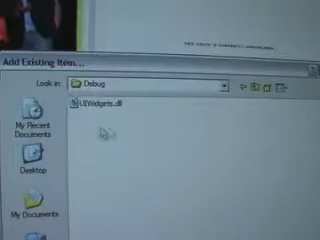 Add Existing Item...
Look in:
Debug
UIWidgets.dll
My Recent
Documents
Desktop
My Documents